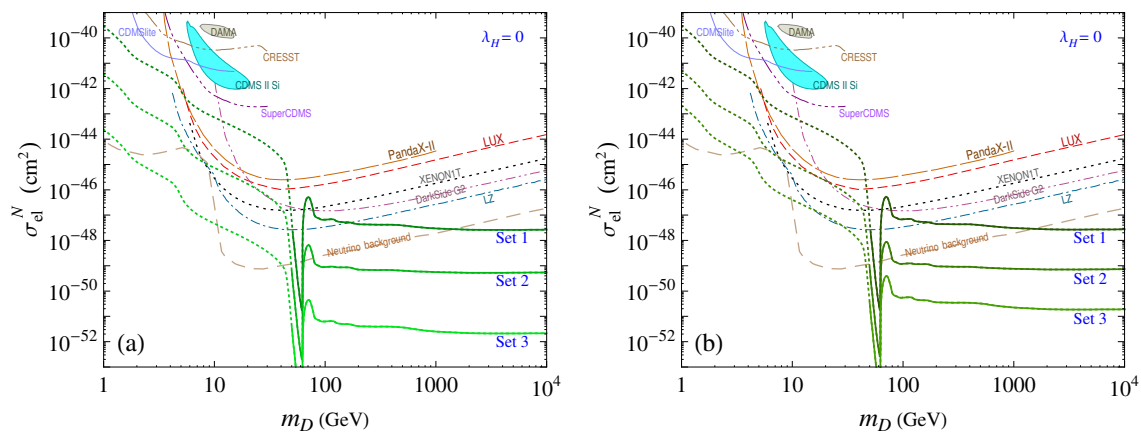 10^-40
10^-42
10^-44
10^-46
10^-48
10^-50
10^-52
σ_el^N (cm^2)
CDMSlite
DAMA
λ_H = 0
CRESST
CDMS II Si
SuperCDMS
PandaX-II
LUX
XENON1T
DarkSide G2
LZ
Neutrino background
Set 1
Set 2
Set 3
(a)
1
10
100
1000
10^4
m_D (GeV)
10^-40
10^-42
10^-44
10^-46
10^-48
10^-50
10^-52
σ_el^N (cm^2)
CDMSlite
DAMA
λ_H = 0
CRESST
CDMS II Si
SuperCDMS
PandaX-II
LUX
XENON1T
DarkSide G2
LZ
Neutrino background
Set 1
Set 2
Set 3
(b)
1
10
100
1000
10^4
m_D (GeV)